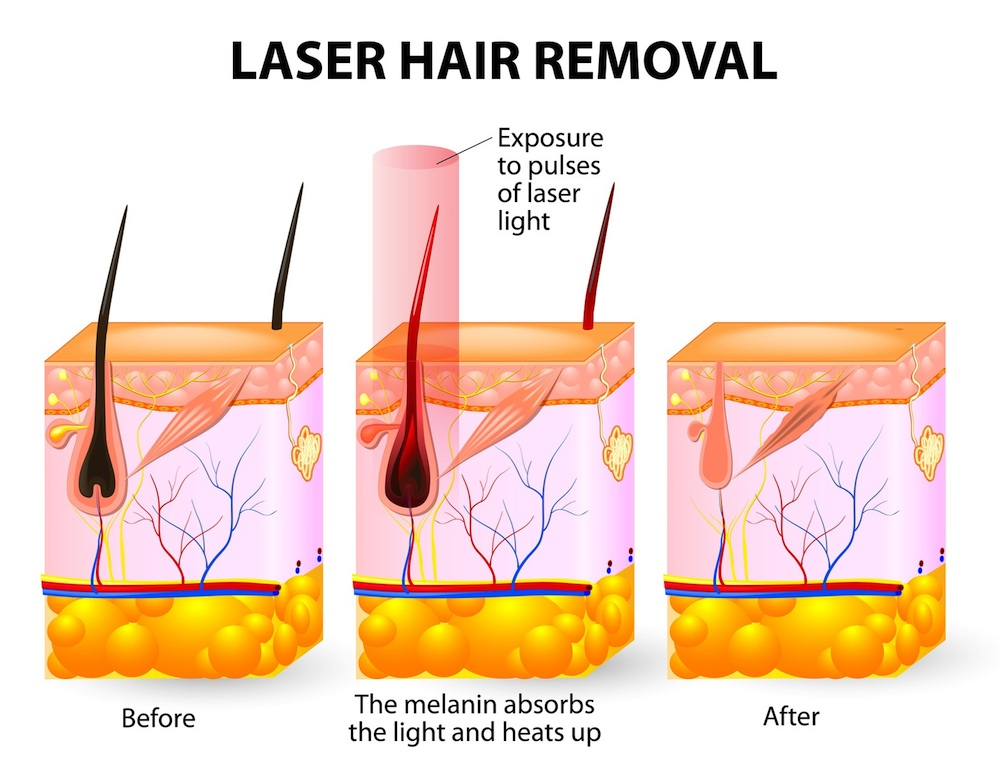 LASER HAIR REMOVAL
Exposure
to pulses
of laser
light
Before
The melanin absorbs
the light and heats up
After